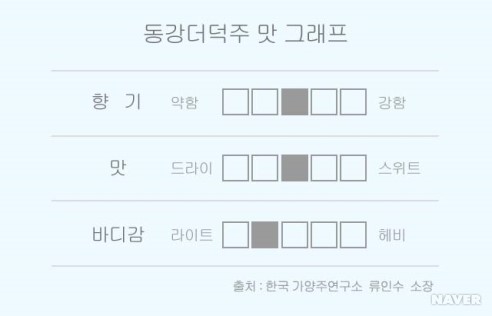 동강더덕주 맛 그래프
향 기 약함 강함
맛 드라이 스위트
바디감 라이트 헤비
출처 : 한국 가양주연구소 류인수 소장
NAVER